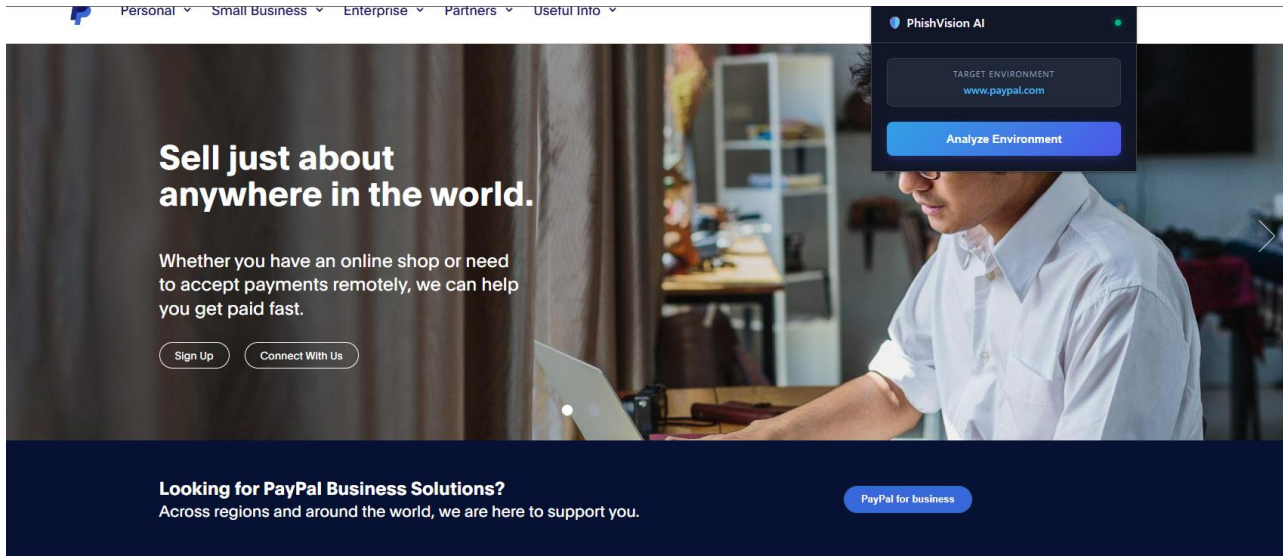 Personal
Small Business
Enterprise
Partners
Useful Info
PhishVision AI
TARGET ENVIRONMENT
www.paypal.com
Analyze Environment
Sell just about
anywhere in the world.
Whether you have an online shop or need
to accept payments remotely, we can help
you get paid fast.
Sign Up
Connect With Us
Looking for PayPal Business Solutions?
Across regions and around the world, we are here to support you.
PayPal for business